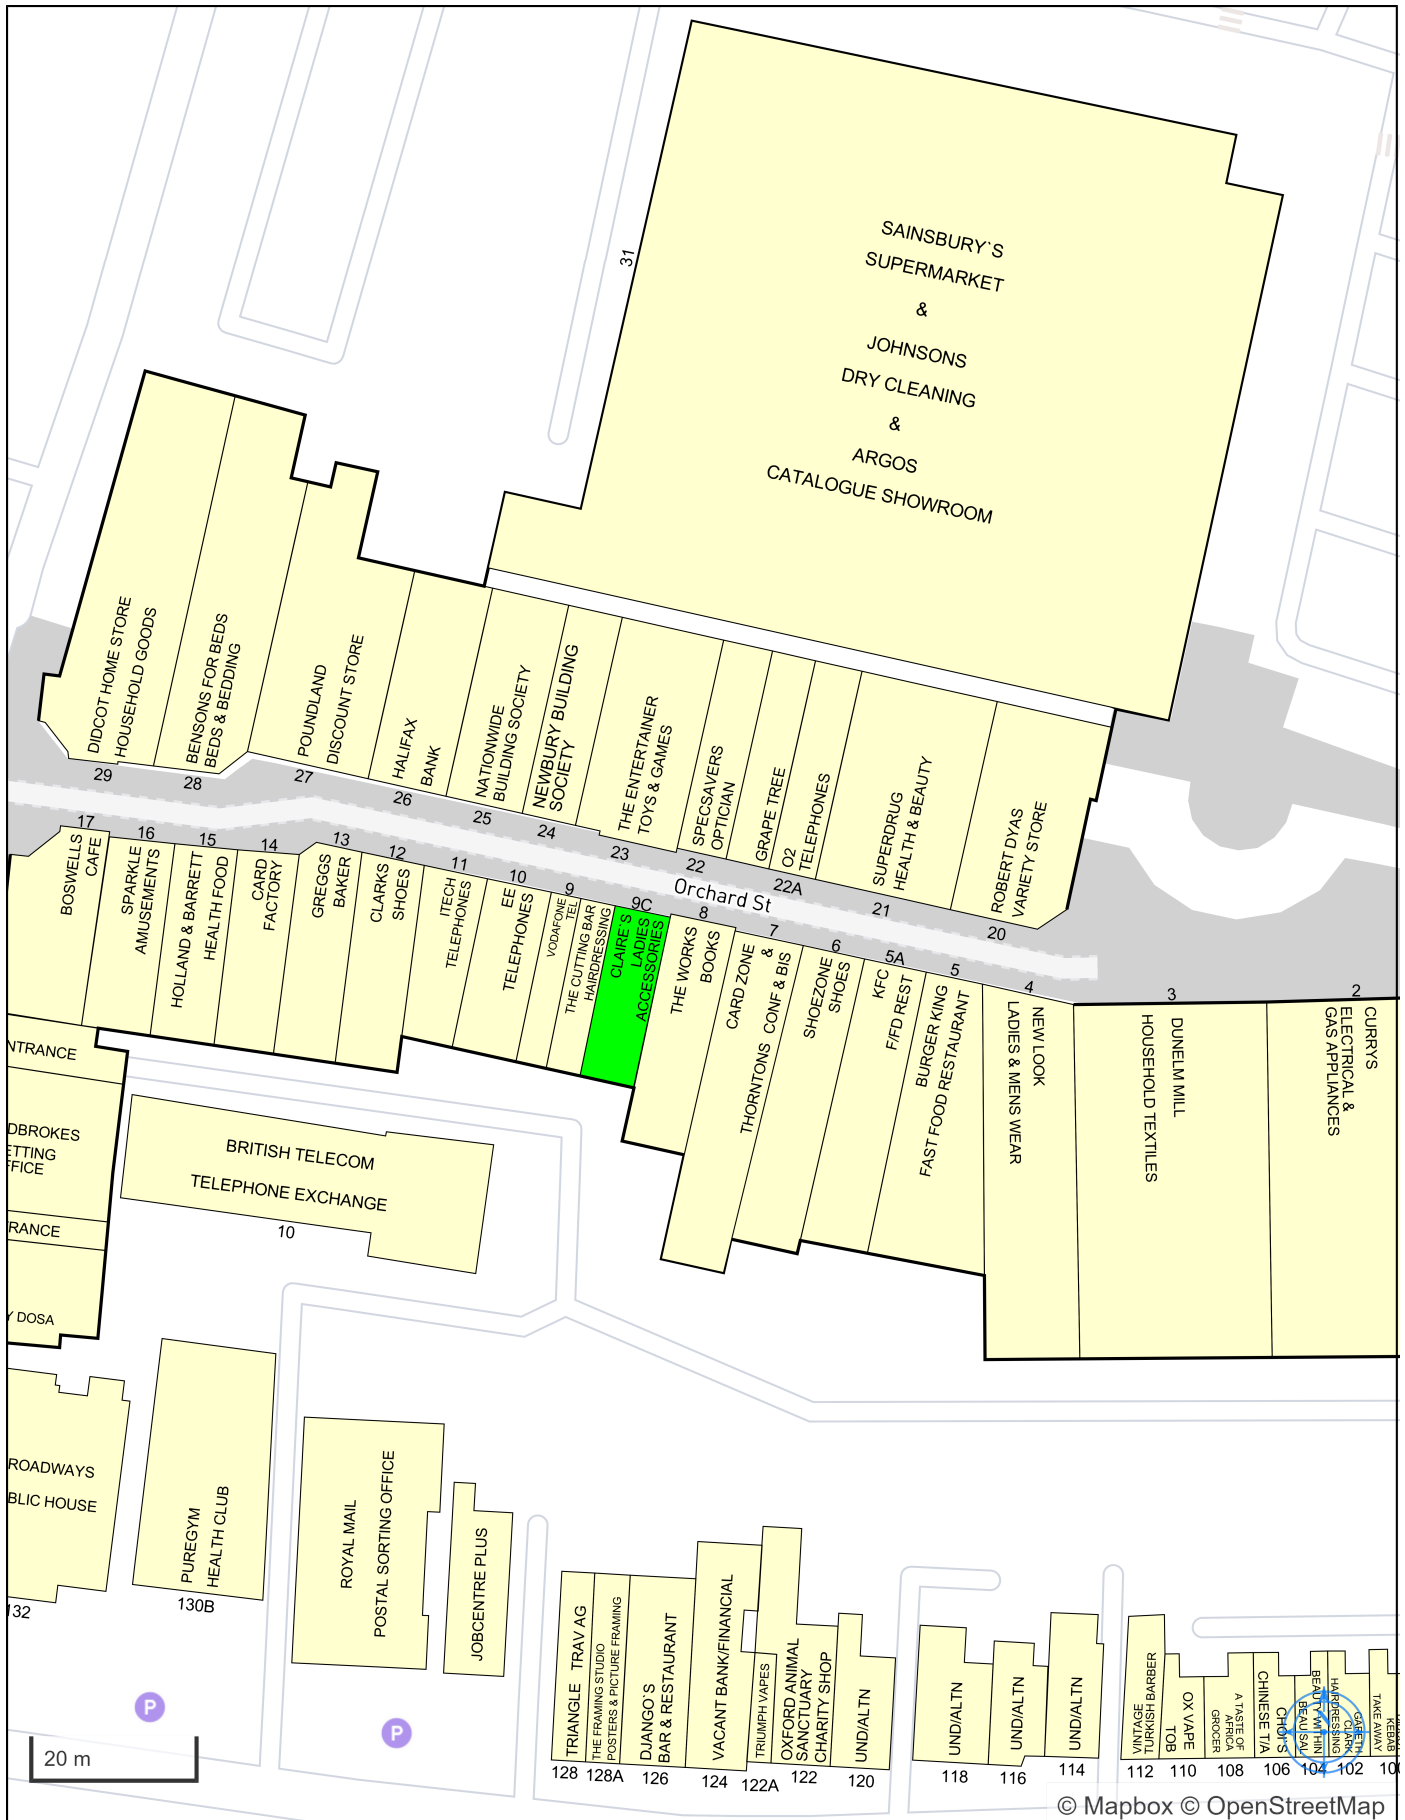 SAINSBURY`S
SUPERMARKET
&
JOHNSONS
DRY CLEANING
&
ARGOS
CATALOGUE SHOWROOM
31
DIDCOT HOME STORE
HOUSEHOLD GOODS
29
BENSONS FOR BEDS
BEDS & BEDDING
28
POUNDLAND
DISCOUNT STORE
27
HALIFAX
BANK
26
NATIONWIDE
BUILDING SOCIETY
25
NEWBURY BUILDING
SOCIETY
24
THE ENTERTAINER
TOYS & GAMES
23
SPECSAVERS
OPTICIAN
22
GRAPE TREE
O2
TELEPHONES
22A
SUPERDRUG
HEALTH & BEAUTY
21
ROBERT DYAS
VARIETY STORE
20
Orchard St
17
BOSWELLS
CAFE
16
SPARKLE
AMUSEMENTS
15
HOLLAND & BARRETT
HEALTH FOOD
14
CARD
FACTORY
13
GREGGS
BAKER
12
CLARKS
SHOES
11
ITECH
TELEPHONES
10
EE
TELEPHONES
9
VODAFONE
TEL
THE CUTTING BAR
HAIRDRESSING
9C
CLAIRE`S
LADIES
ACCESSORIES
8
THE WORKS
BOOKS
7
CARD ZONE
&
THORNTONS CONF & BIS
6
SHOEZONE
SHOES
5A
KFC
F/FD REST
5
BURGER KING
FAST FOOD RESTAURANT
4
NEW LOOK
LADIES & MENS WEAR
3
DUNELM MILL
HOUSEHOLD TEXTILES
2
CURRYS
ELECTRICAL &
GAS APPLIANCES
NTRANCE
DBROKES
ETTING
FFICE
RANCE
Y DOSA
BRITISH TELECOM
TELEPHONE EXCHANGE
10
ROADWAYS
BLIC HOUSE
132
PUREGYM
HEALTH CLUB
130B
ROYAL MAIL
POSTAL SORTING OFFICE
JOBCENTRE PLUS
P
P
TRIANGLE TRAV AG
128
THE FRAMING STUDIO
POSTERS & PICTURE FRAMING
128A
DJANGO`S
BAR & RESTAURANT
126
VACANT BANK/FINANCIAL
124
TRIUMPH VAPES
122A
OXFORD ANIMAL
SANCTUARY
CHARITY SHOP
122
UND/ALTN
120
UND/ALTN
118
UND/ALTN
116
UND/ALTN
114
VINTAGE
TURKISH BARBER
112
OX VAPE
TOB
110
A TASTE OF
AFRICA
GROCER
108
CHINESE T/A
CHOI`S
106
BEAUTY WITHIN
BEAU/SAL
104
GARETH
CLARK
HAIRDRESSING
102
KEBAB
TAKE AWAY
100
20 m
© Mapbox © OpenStreetMap